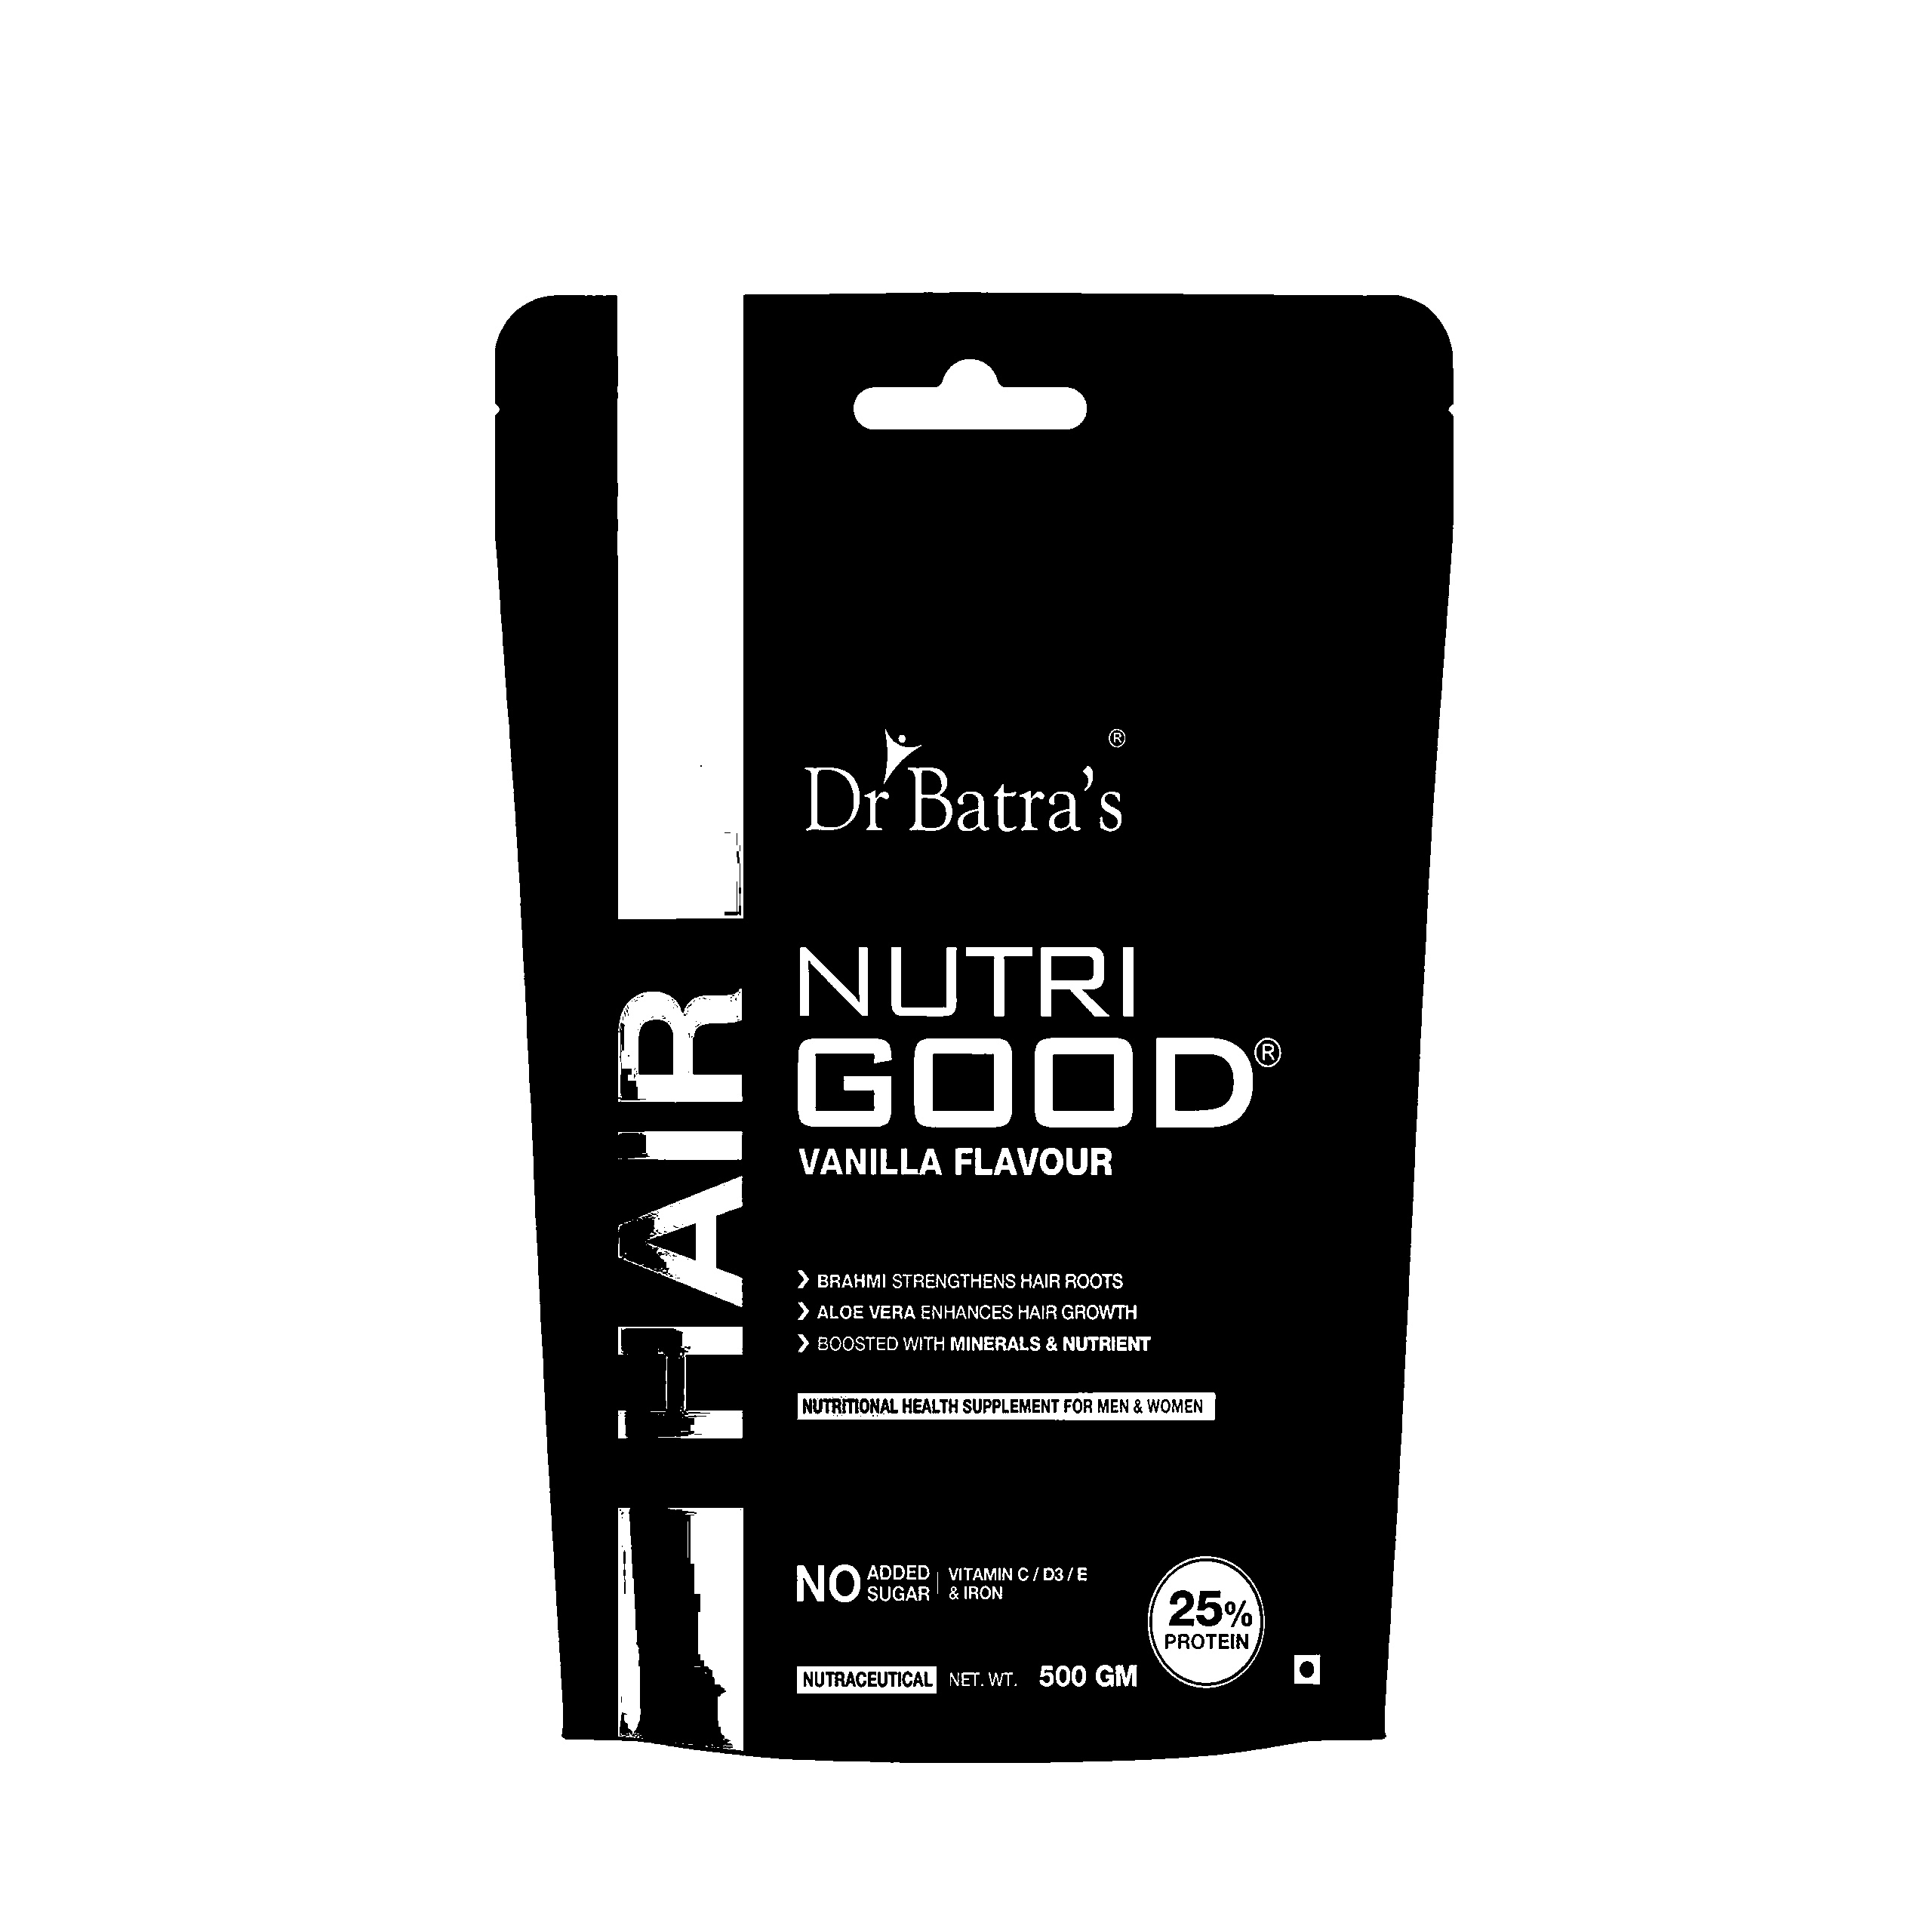 Dr Batra's®
HAIR
NUTRI
GOOD®
VANILLA FLAVOUR
❯ BRAHMI STRENGTHENS HAIR ROOTS
❯ ALOE VERA ENHANCES HAIR GROWTH
❯ BOOSTED WITH MINERALS & NUTRIENT
NUTRITIONAL HEALTH SUPPLEMENT FOR MEN & WOMEN
NO ADDED SUGAR | VITAMIN C / D3 / E & IRON
25% PROTEIN
NUTRACEUTICAL NET. WT. 500 GM